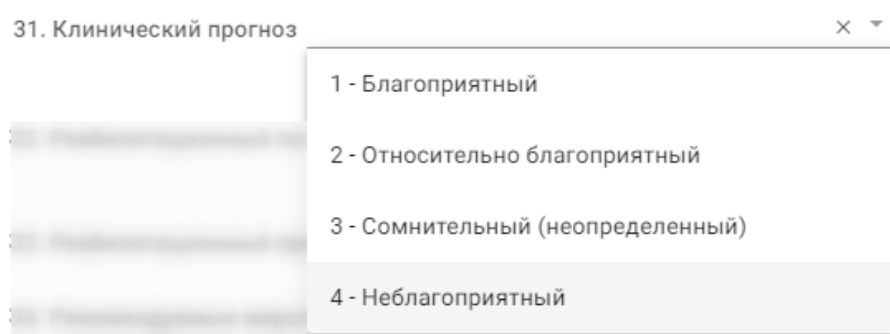 31. Клинический прогноз
1 - Благоприятный
2 - Относительно благоприятный
3 - Сомнительный (неопределенный)
4 - Неблагоприятный